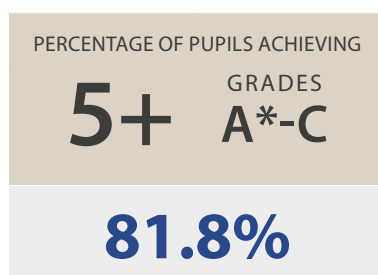 PERCENTAGE OF PUPILS ACHIEVING
5+ GRADES
A*-C
81.8%